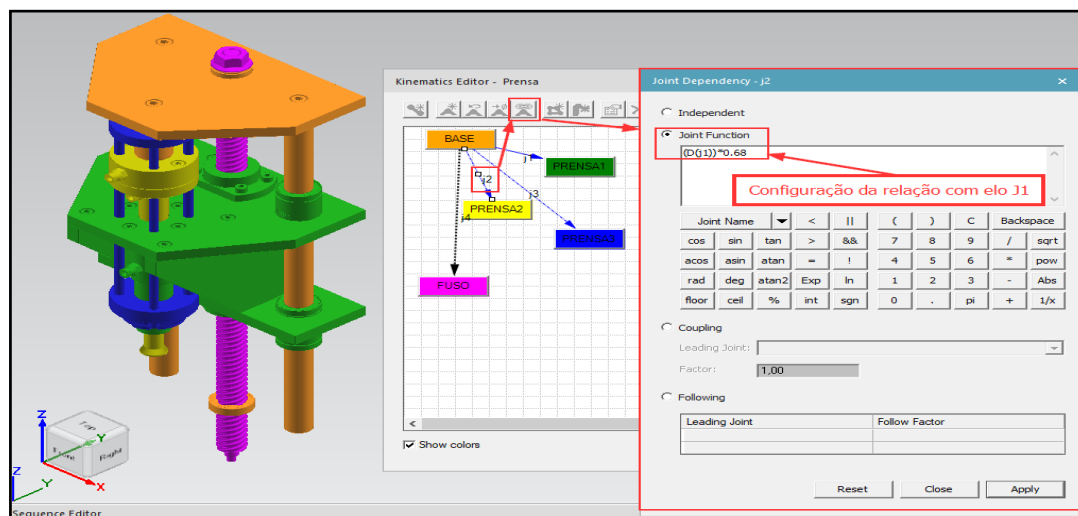 Kinematics Editor - Prensa
BASE
j1
PRENSA1
j2
j3
PRENSA2
j4
PRENSA3
FUSO
Show colors
Joint Dependency - j2
Independent
Joint Function
(D(j1))*0.68
Configuração da relação com elo J1
Joint Name < || ( ) C Backspace
cos sin tan > && 7 8 9 / sqrt
acos asin atan = ! 4 5 6 * pow
rad deg atan2 Exp ln 1 2 3 - Abs
floor ceil % int sgn 0 . pi + 1/x
Coupling
Leading Joint:
Factor: 1,00
Following
Leading Joint Follow Factor
Reset Close Apply
Z
Top
Y
Front Right
X
Z
Y
X
Sequence Editor